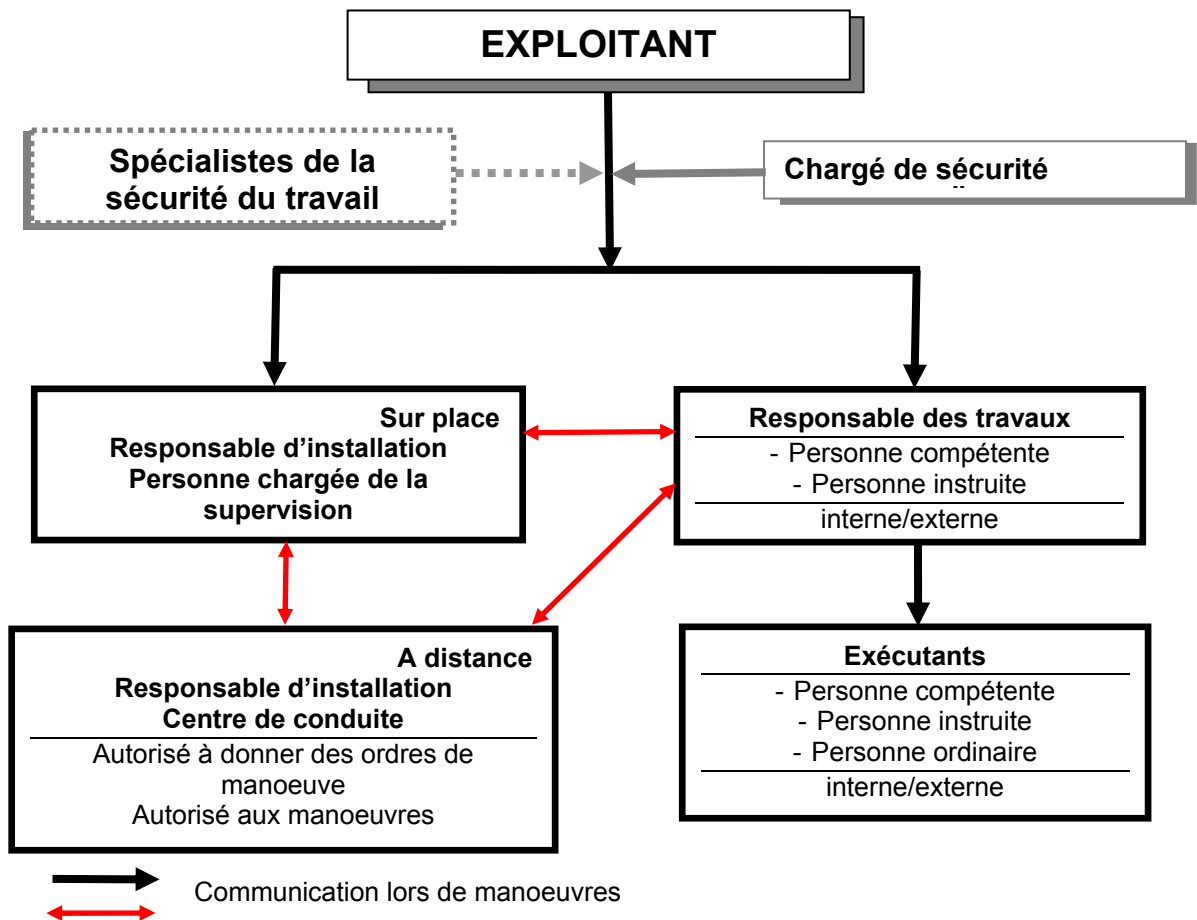 EXPLOITANT
Spécialistes de la
sécurité du travail
Chargé de sécurité
Sur place
Responsable d’installation
Personne chargée de la
supervision
Responsable des travaux
- Personne compétente
- Personne instruite
interne/externe
A distance
Responsable d’installation
Centre de conduite
Autorisé à donner des ordres de
manoeuve
Autorisé aux manoeuvres
Exécutants
- Personne compétente
- Personne instruite
- Personne ordinaire
interne/externe
Communication lors de manoeuvres